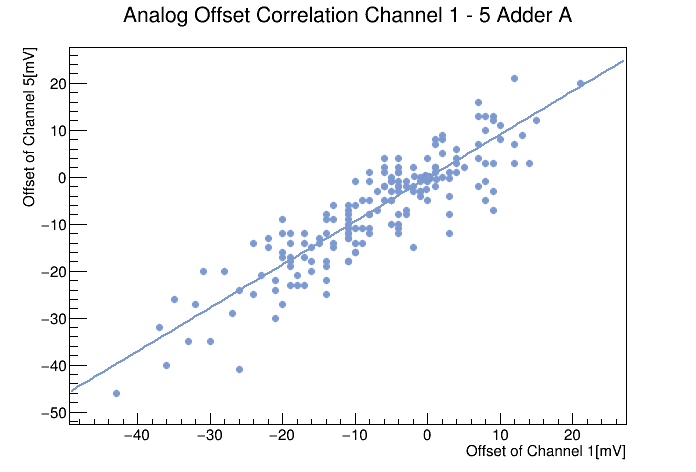 Analog Offset Correlation Channel 1 - 5 Adder A
Offset of Channel 5[mV]
20
10
0
−10
−20
−30
−40
−50
−40 −30 −20 −10 0 10 20
Offset of Channel 1[mV]